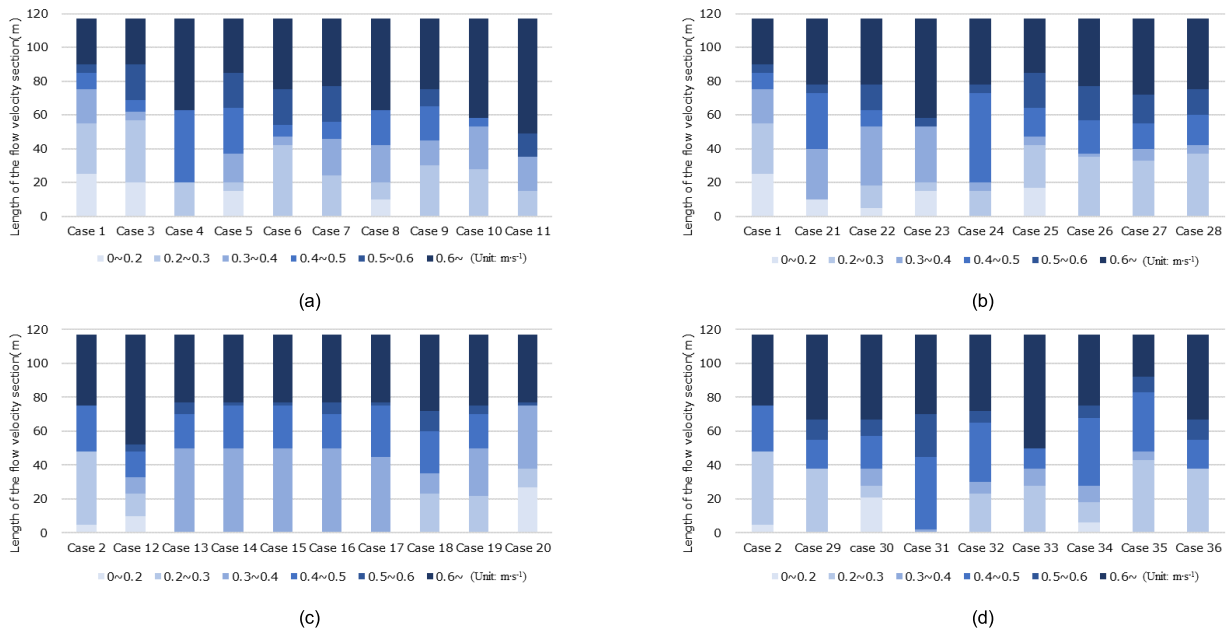 120
100
80
60
40
20
0
Length of the flow velocity section(m)
Case 1 Case 3 Case 4 Case 5 Case 6 Case 7 Case 8 Case 9 Case 10 Case 11
0~0.2 0.2~0.3 0.3~0.4 0.4~0.5 0.5~0.6 0.6~ (Unit: m·s⁻¹)
(a)
120
100
80
60
40
20
0
Length of the flow velocity section(m)
Case 1 Case 21 Case 22 Case 23 Case 24 Case 25 Case 26 Case 27 Case 28
0~0.2 0.2~0.3 0.3~0.4 0.4~0.5 0.5~0.6 0.6~ (Unit: m·s⁻¹)
(b)
120
100
80
60
40
20
0
Length of the flow velocity section(m)
Case 2 Case 12 Case 13 Case 14 Case 15 Case 16 Case 17 Case 18 Case 19 Case 20
0~0.2 0.2~0.3 0.3~0.4 0.4~0.5 0.5~0.6 0.6~ (Unit: m·s⁻¹)
(c)
120
100
80
60
40
20
0
Length of the flow velocity section(m)
Case 2 Case 29 case 30 Case 31 Case 32 Case 33 Case 34 Case 35 Case 36
0~0.2 0.2~0.3 0.3~0.4 0.4~0.5 0.5~0.6 0.6~ (Unit: m·s⁻¹)
(d)